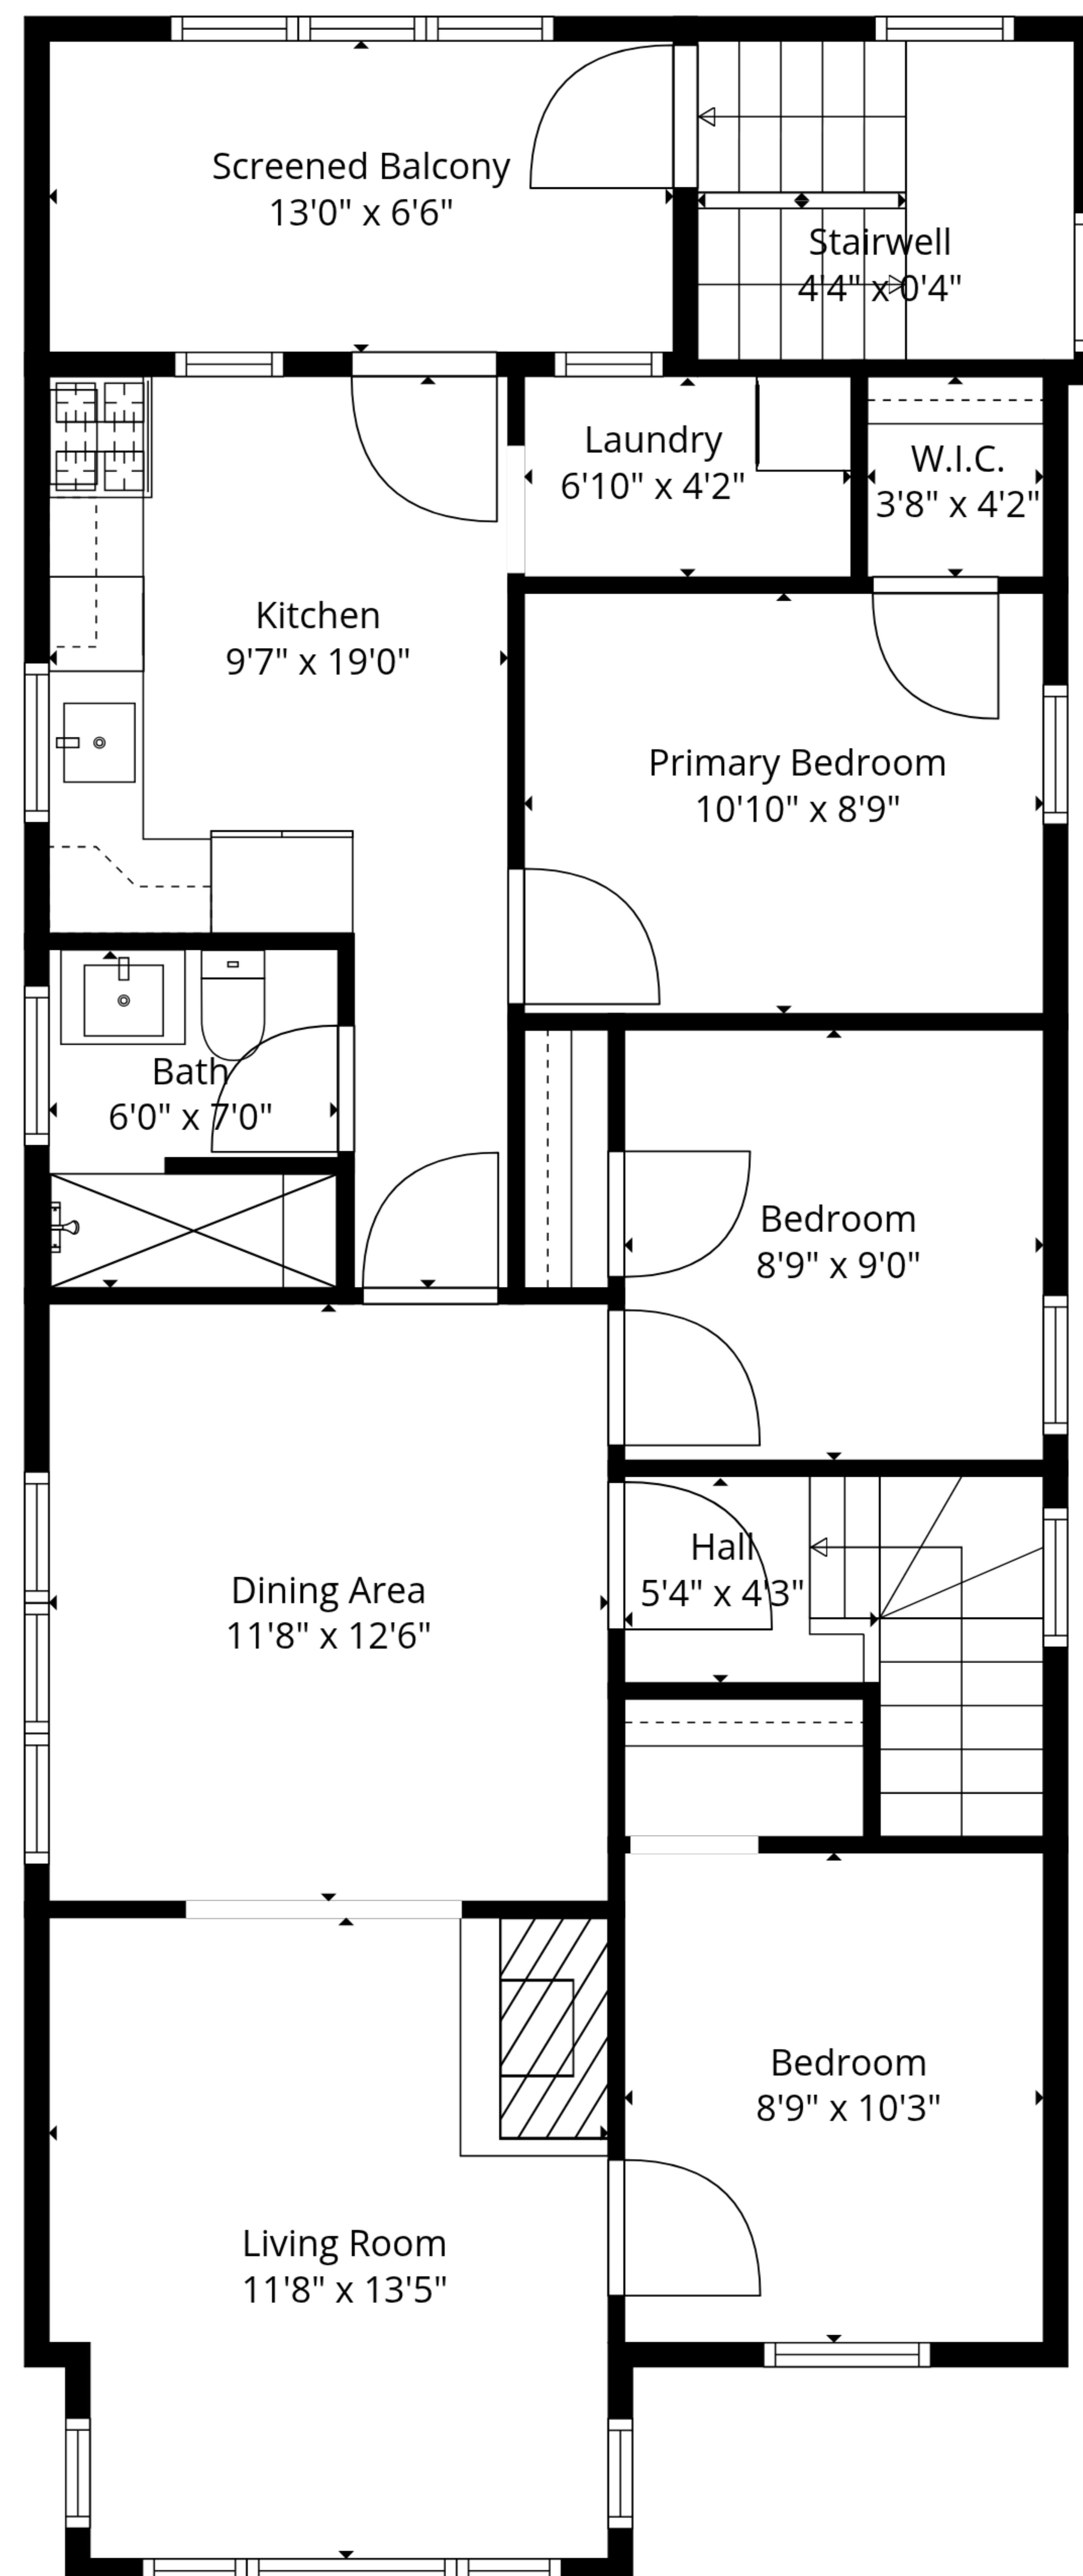 Screened Balcony
13'0" x 6'6"
Stairwell
4'4" x 0'4"
Laundry
6'10" x 4'2"
W.I.C.
3'8" x 4'2"
Kitchen
9'7" x 19'0"
Primary Bedroom
10'10" x 8'9"
Bath
6'0" x 7'0"
Bedroom
8'9" x 9'0"
Hall
5'4" x 4'3"
Dining Area
11'8" x 12'6"
Bedroom
8'9" x 10'3"
Living Room
11'8" x 13'5"